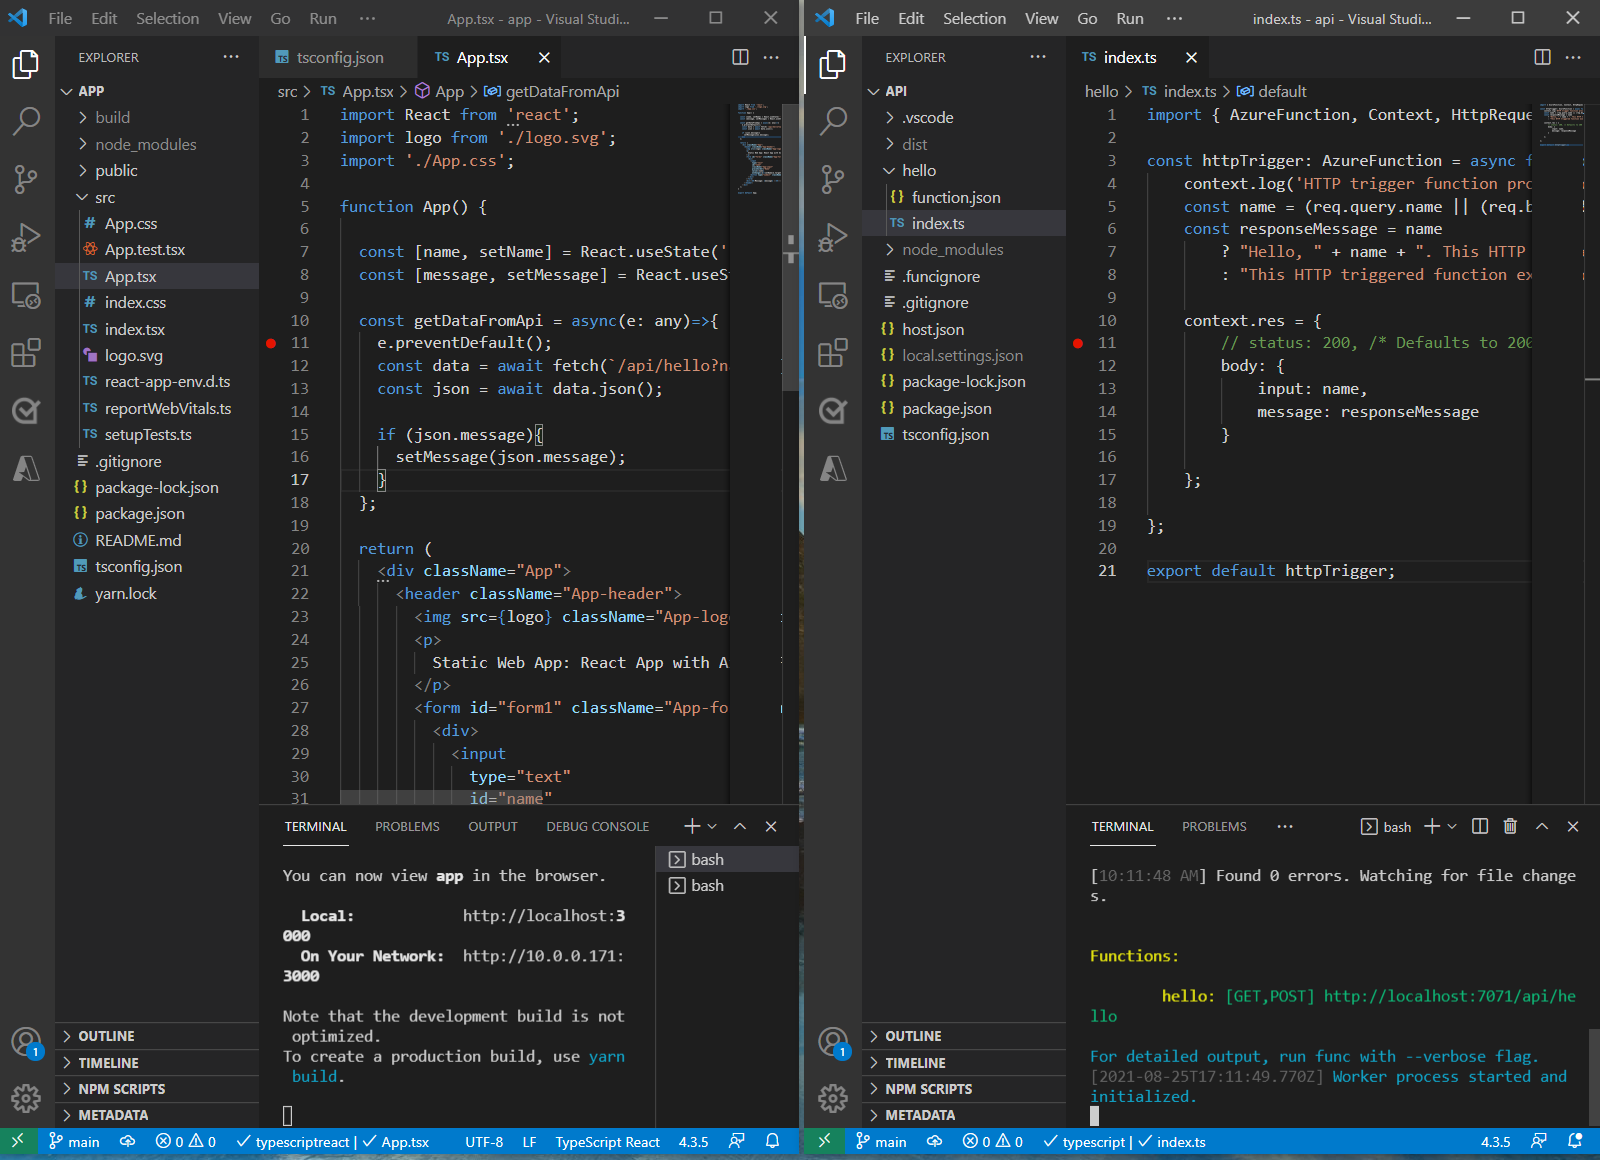 File Edit Selection View Go Run ··· App.tsx - app - Visual Studi...
EXPLORER ···
APP
build
node_modules
public
src
# App.css
App.test.tsx
TS App.tsx
# index.css
TS index.tsx
logo.svg
TS react-app-env.d.ts
TS reportWebVitals.ts
TS setupTests.ts
.gitignore
{} package-lock.json
{} package.json
README.md
TS tsconfig.json
yarn.lock
OUTLINE
TIMELINE
NPM SCRIPTS
METADATA
1
TS tsconfig.json TS App.tsx
src > TS App.tsx > App > getDataFromApi
1 import React from 'react';
2 import logo from './logo.svg';
3 import './App.css';
4
5 function App() {
6
7 const [name, setName] = React.useState('
8 const [message, setMessage] = React.useSt
9
10 const getDataFromApi = async(e: any)=>{
11 e.preventDefault();
12 const data = await fetch(`/api/hello?n
13 const json = await data.json();
14
15 if (json.message){
16 setMessage(json.message);
17 }
18 };
19
20 return (
21 <div className="App">
22 <header className="App-header">
23 <img src={logo} className="App-log
24 <p>
25 Static Web App: React App with A
26 </p>
27 <form id="form1" className="App-fo
28 <div>
29 <input
30 type="text"
31 id="name"
TERMINAL PROBLEMS OUTPUT DEBUG CONSOLE
You can now view app in the browser.
Local: http://localhost:3
000
On Your Network: http://10.0.0.171:
3000
Note that the development build is not
optimized.
To create a production build, use yarn
build.
bash
bash
main 0 0 typescriptreact | App.tsx UTF-8 LF TypeScript React 4.3.5
File Edit Selection View Go Run ··· index.ts - api - Visual Studi...
EXPLORER ···
API
.vscode
dist
hello
{} function.json
TS index.ts
node_modules
.funcignore
.gitignore
{} host.json
{} local.settings.json
{} package-lock.json
{} package.json
TS tsconfig.json
OUTLINE
TIMELINE
NPM SCRIPTS
METADATA
1
TS index.ts
hello > TS index.ts > default
1 import { AzureFunction, Context, HttpReque
2
3 const httpTrigger: AzureFunction = async f
4 context.log('HTTP trigger function pro
5 const name = (req.query.name || (req.b
6 const responseMessage = name
7 ? "Hello, " + name + ". This HTTP
8 : "This HTTP triggered function ex
9
10 context.res = {
11 // status: 200, /* Defaults to 200
12 body: {
13 input: name,
14 message: responseMessage
15 }
16
17 };
18
19 };
20
21 export default httpTrigger;
TERMINAL PROBLEMS ··· bash
[10:11:48 AM] Found 0 errors. Watching for file change
s.
Functions:
hello: [GET,POST] http://localhost:7071/api/he
llo
For detailed output, run func with --verbose flag.
[2021-08-25T17:11:49.770Z] Worker process started and
initialized.
main 0 0 typescript | index.ts 4.3.5